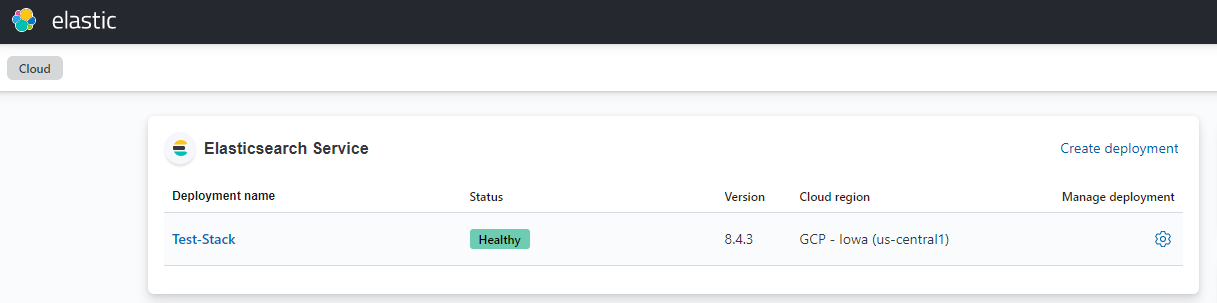 elastic
Cloud
Elasticsearch Service Create deployment
Deployment name Status Version Cloud region Manage deployment
Test-Stack Healthy 8.4.3 GCP - Iowa (us-central1)